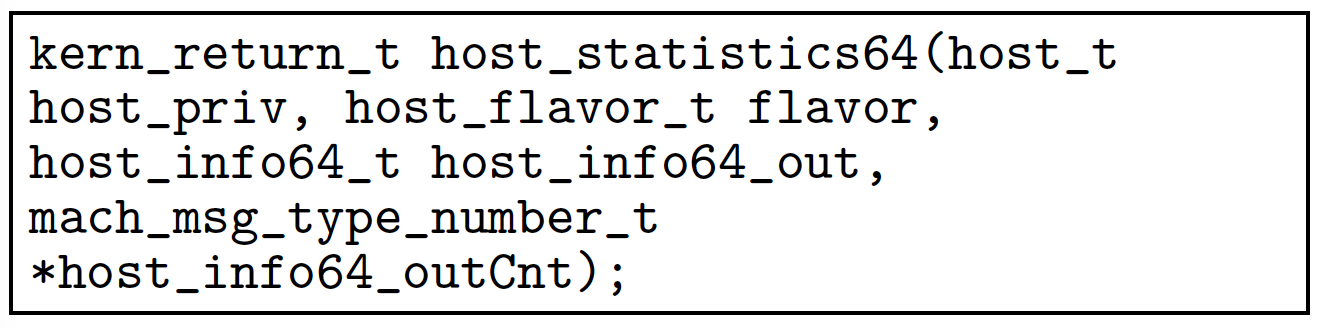 kern_return_t host_statistics64(host_t
host_priv, host_flavor_t flavor,
host_info64_t host_info64_out,
mach_msg_type_number_t
*host_info64_outCnt);